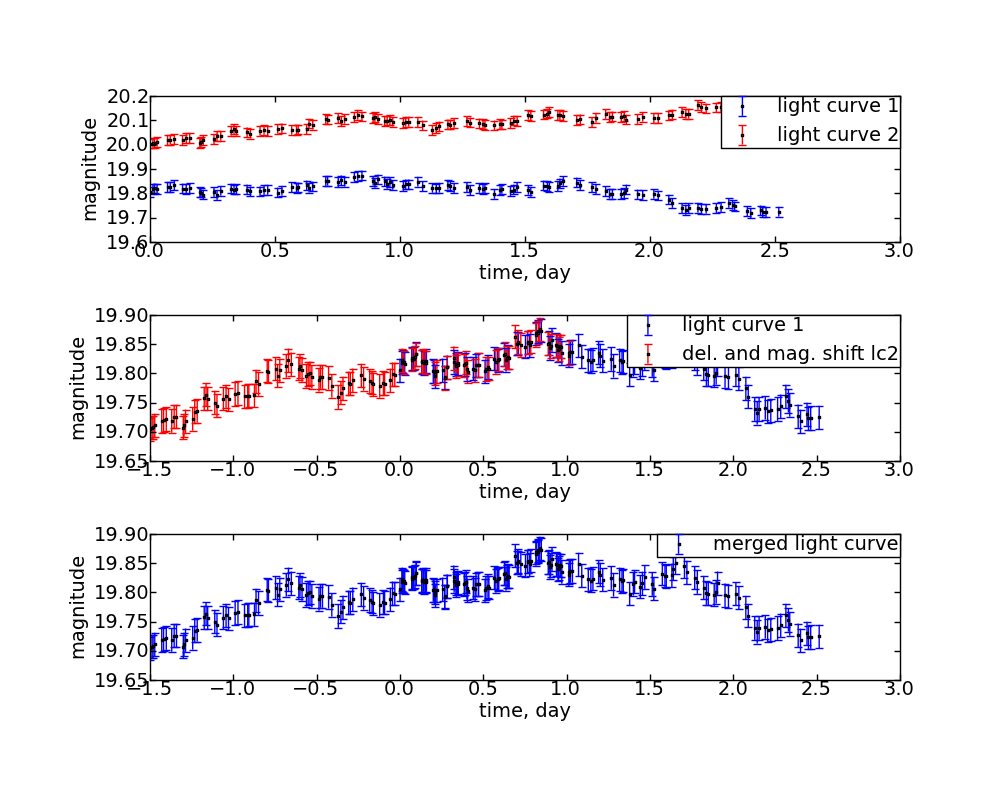 20.2
20.1
20.0
19.9
19.8
19.7
19.6
magnitude
light curve 1
light curve 2
0.0 0.5 1.0 1.5 2.0 2.5 3.0
time, day
19.90
19.85
19.80
19.75
19.70
19.65
magnitude
light curve 1
del. and mag. shift lc2
−1.5 −1.0 −0.5 0.0 0.5 1.0 1.5 2.0 2.5 3.0
time, day
19.90
19.85
19.80
19.75
19.70
19.65
magnitude
merged light curve
−1.5 −1.0 −0.5 0.0 0.5 1.0 1.5 2.0 2.5 3.0
time, day